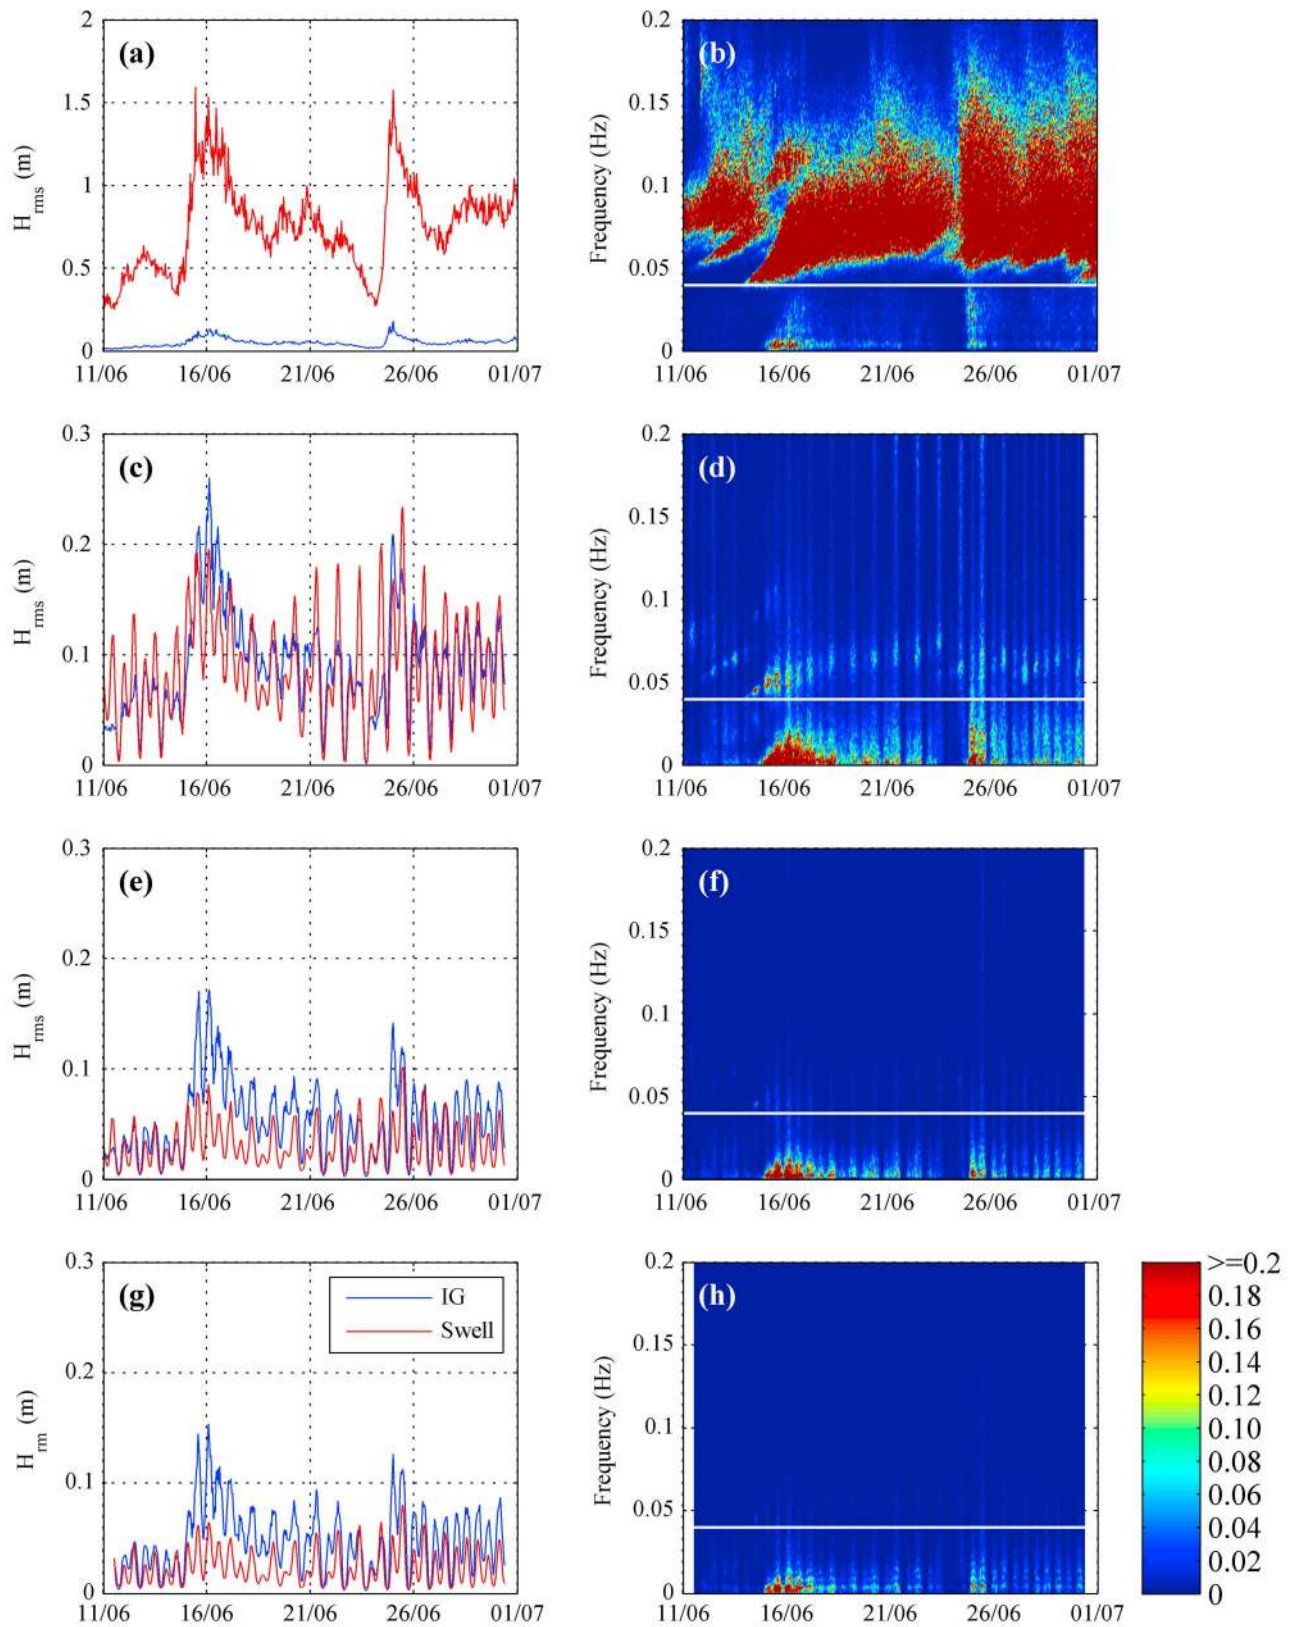 2
(a)
1.5
1
0.5
0
H rms (m)
11/06 16/06 21/06 26/06 01/07
0.2
(b)
0.15
0.1
0.05
0
Frequency (Hz)
11/06 16/06 21/06 26/06 01/07
0.3
(c)
0.2
0.1
0
H rms (m)
11/06 16/06 21/06 26/06 01/07
0.2
(d)
0.15
0.1
0.05
0
Frequency (Hz)
11/06 16/06 21/06 26/06 01/07
0.3
(e)
0.2
0.1
0
H rms (m)
11/06 16/06 21/06 26/06 01/07
0.2
(f)
0.15
0.1
0.05
0
Frequency (Hz)
11/06 16/06 21/06 26/06 01/07
0.3
(g)
IG
Swell
0.2
0.1
0
H rm (m)
11/06 16/06 21/06 26/06 01/07
0.2
(h)
0.15
0.1
0.05
0
Frequency (Hz)
11/06 16/06 21/06 26/06 01/07
>=0.2
0.18
0.16
0.14
0.12
0.10
0.08
0.06
0.04
0.02
0